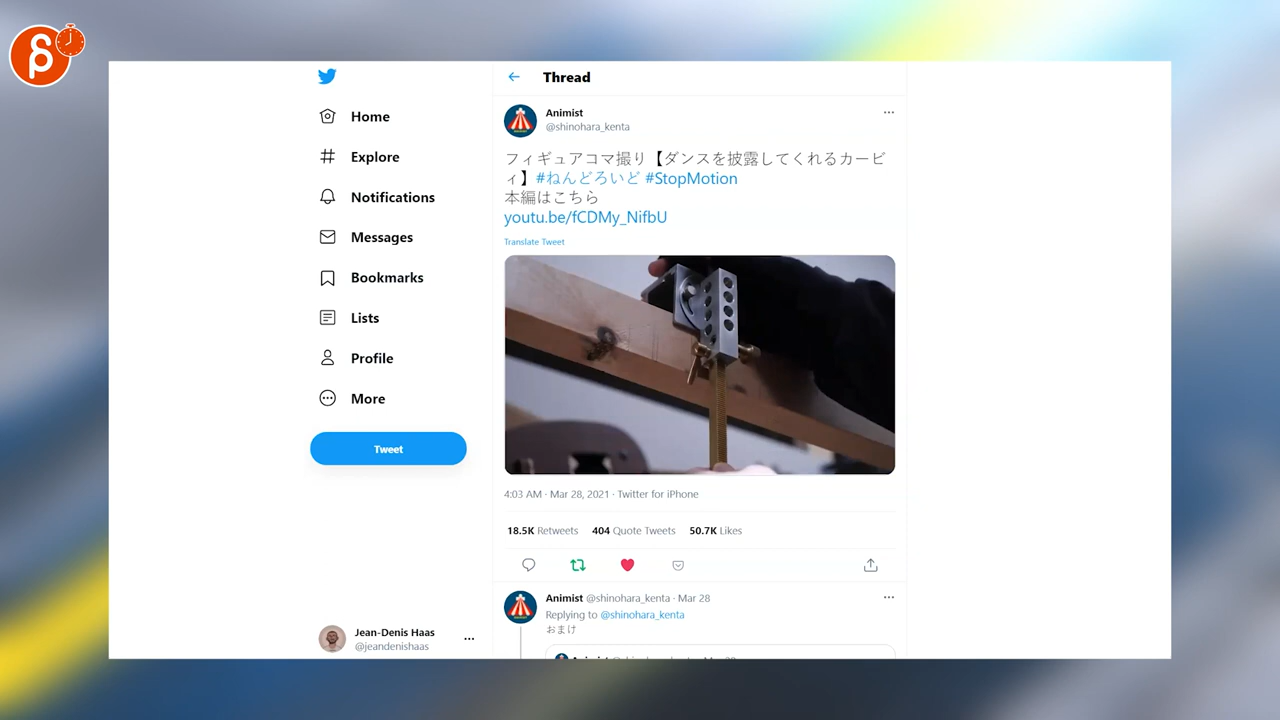 Thread
Home
Explore
Notifications
Messages
Bookmarks
Lists
Profile
More
Tweet
Jean-Denis Haas
@jeandenishaas
Animist
@shinohara_kenta
フィギュアコマ撮り【ダンスを披露してくれるカービ
ィ】#ねんどろいど #StopMotion
本編はこちら
youtu.be/fCDMy_NifbU
Translate Tweet
4:03 AM · Mar 28, 2021 · Twitter for iPhone
18.5K Retweets 404 Quote Tweets 50.7K Likes
Animist @shinohara_kenta · Mar 28
Replying to @shinohara_kenta
おまけ